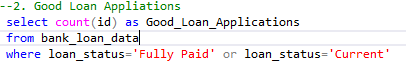 --2. Good Loan Appliations
select count(id) as Good_Loan_Applications
from bank_loan_data
where loan_status='Fully Paid' or loan_status='Current'